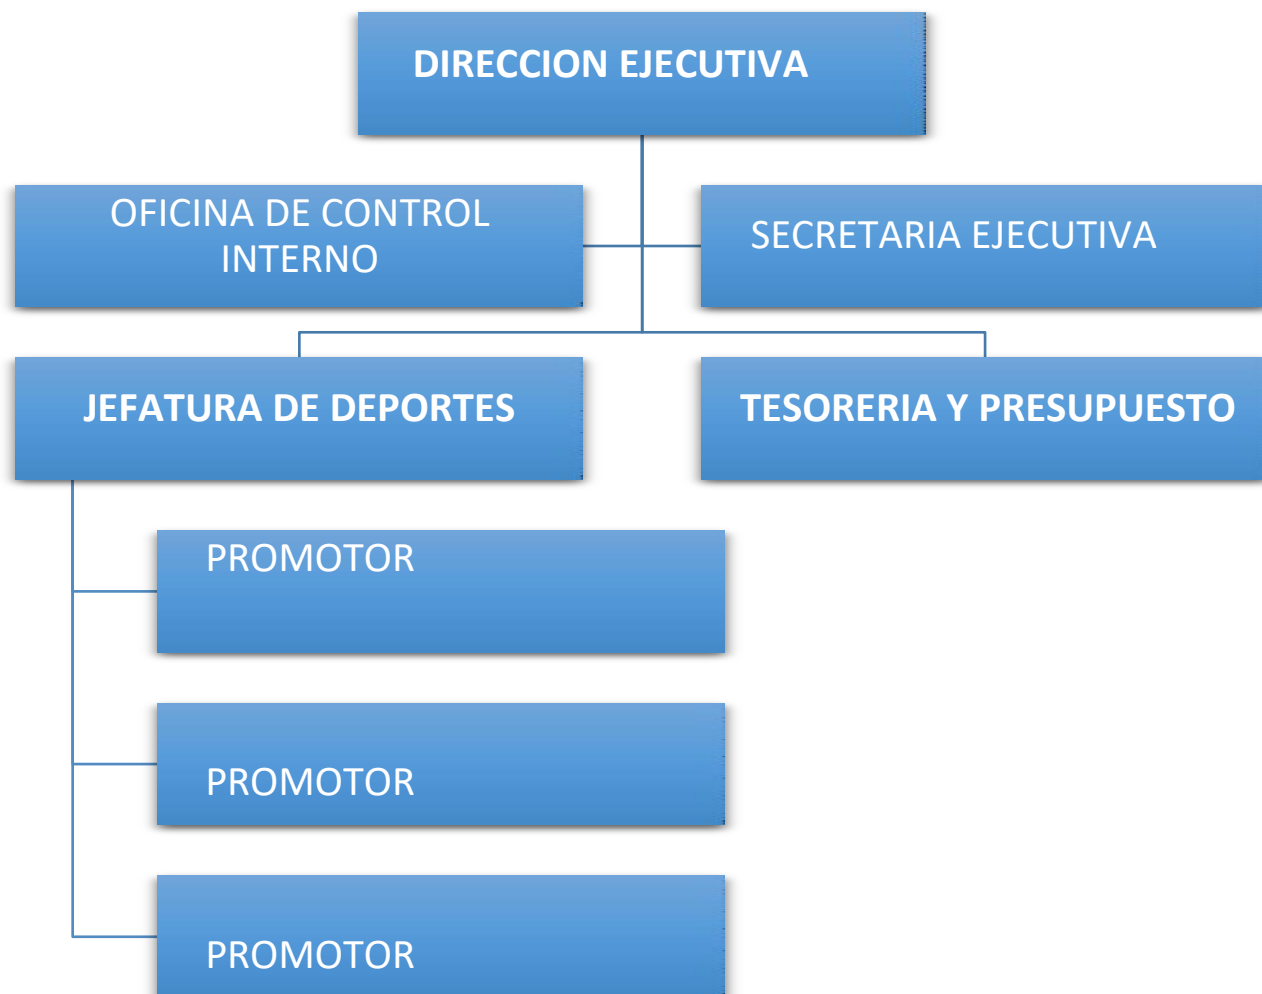 DIRECCION EJECUTIVA
OFICINA DE CONTROL
INTERNO
SECRETARIA EJECUTIVA
JEFATURA DE DEPORTES
TESORERIA Y PRESUPUESTO
PROMOTOR
PROMOTOR
PROMOTOR